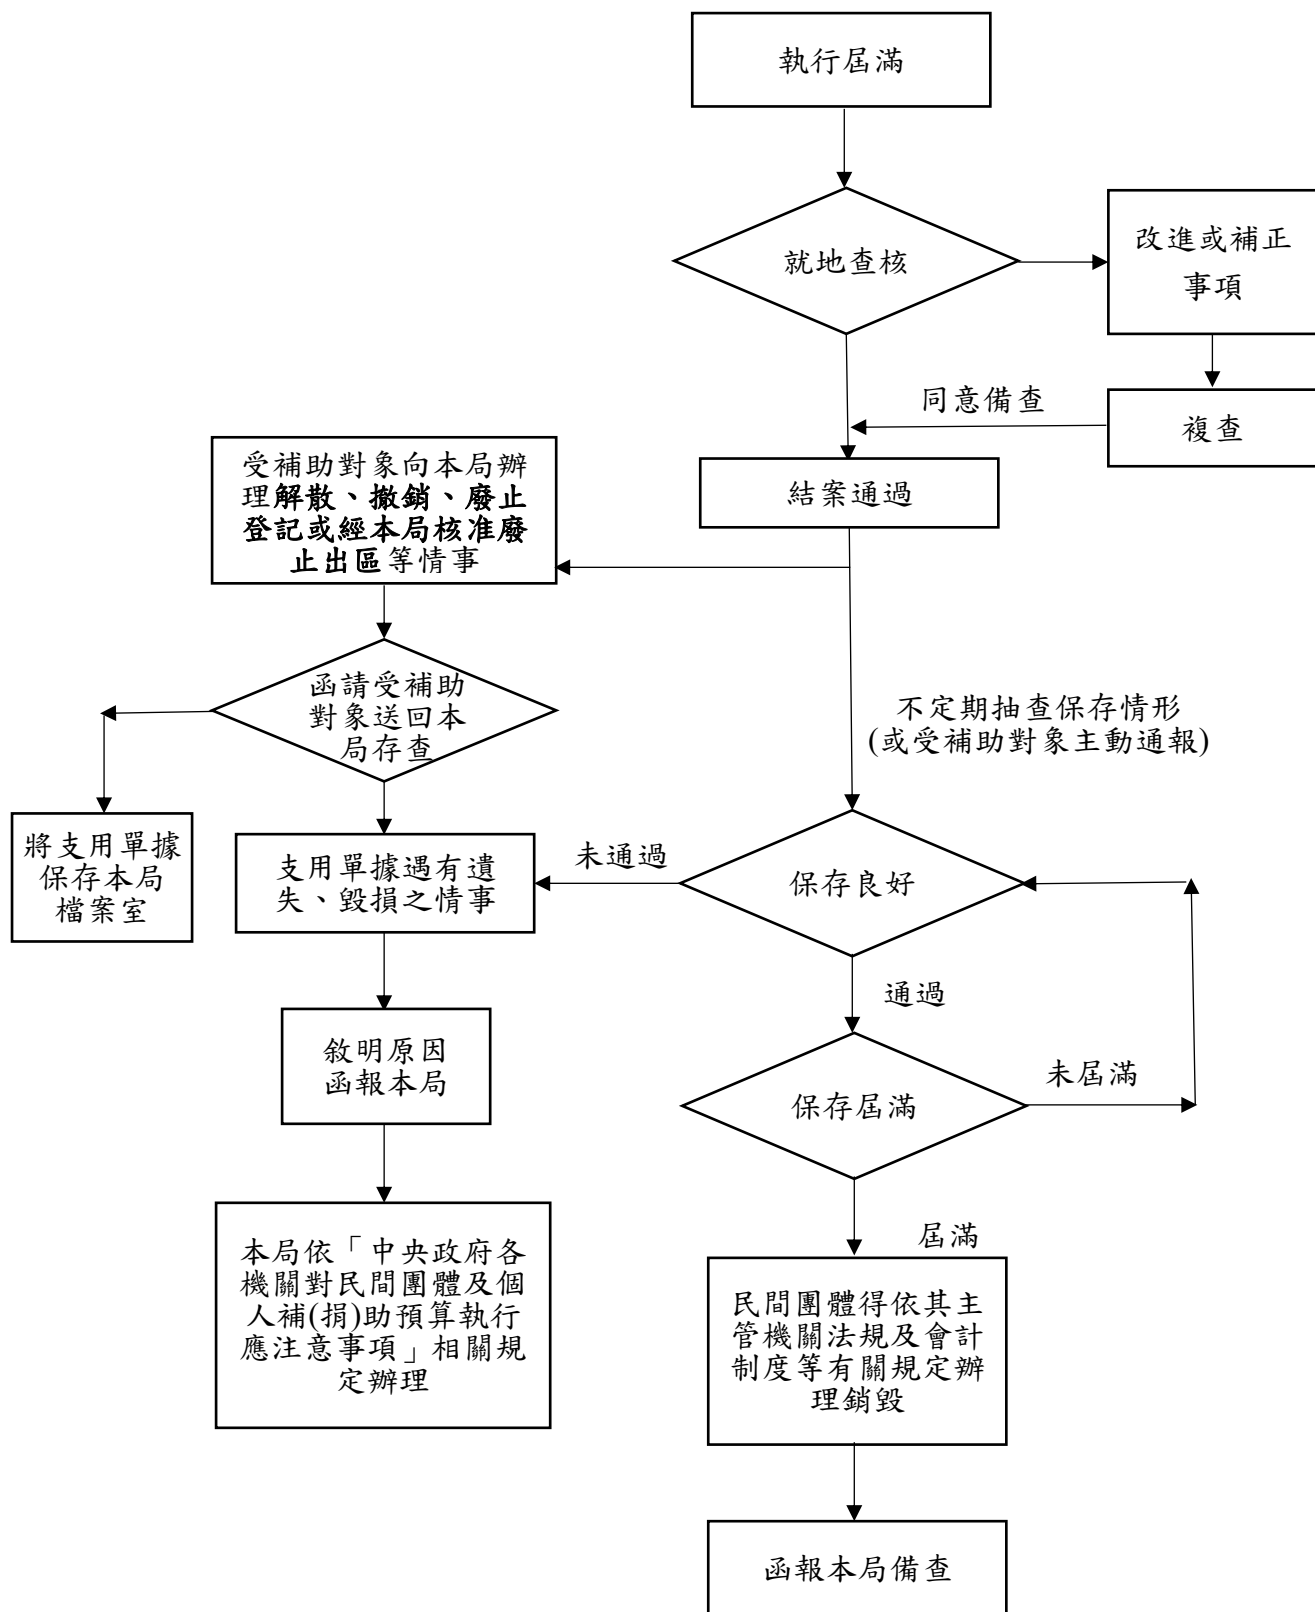 執行屆滿
就地查核
改進或補正
事項
同意備查
複查
受補助對象向本局辦
理解散、撤銷、廢止
登記或經本局核准廢
止出區等情事
結案通過
函請受補助
對象送回本
局存查
不定期抽查保存情形
(或受補助對象主動通報)
將支用單據
保存本局
檔案室
支用單據遇有遺
失、毀損之情事
未通過
保存良好
通過
敘明原因
函報本局
保存屆滿
未屆滿
屆滿
本局依「中央政府各
機關對民間團體及個
人補(捐)助預算執行
應注意事項」相關規
定辦理
民間團體得依其主
管機關法規及會計
制度等有關規定辦
理銷毀
函報本局備查